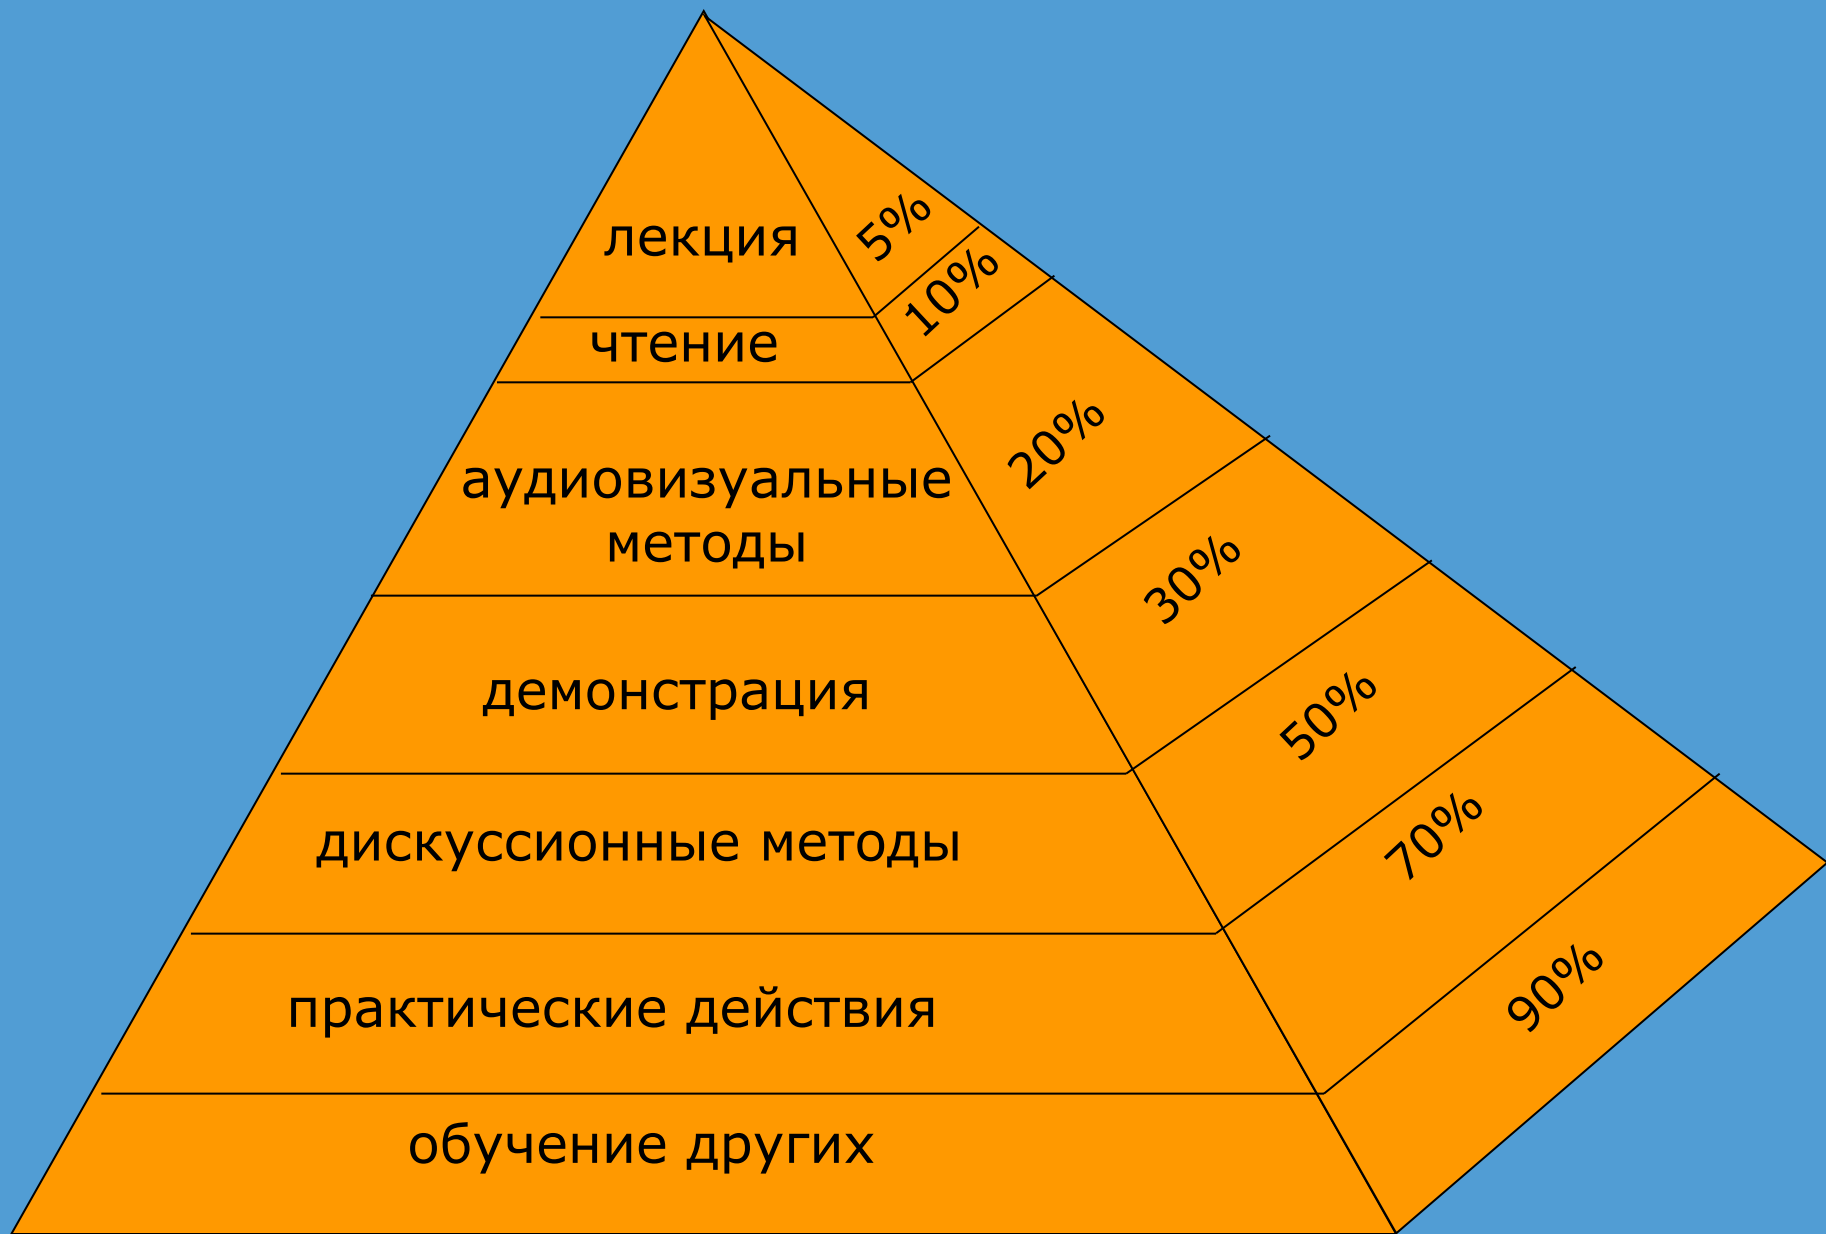 лекция
5%
чтение
10%
аудиовизуальные
методы
20%
демонстрация
30%
дискуссионные методы
50%
практические действия
70%
обучение других
90%